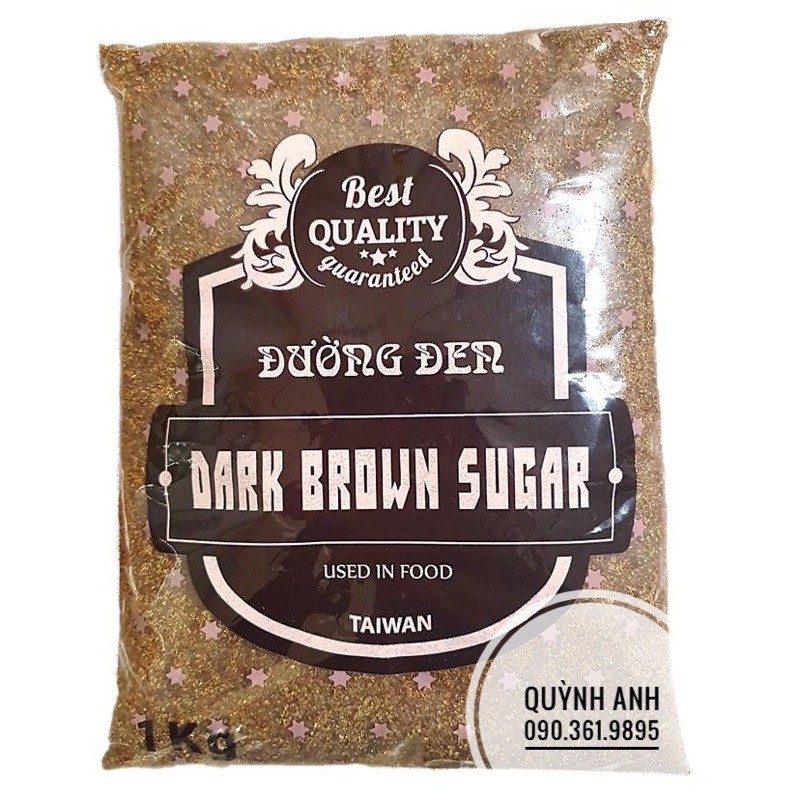 Best
QUALITY
guaranteed
ĐƯỜNG ĐEN
DARK BROWN SUGAR
USED IN FOOD
TAIWAN
1Kg
QUỲNH ANH
090.361.9895